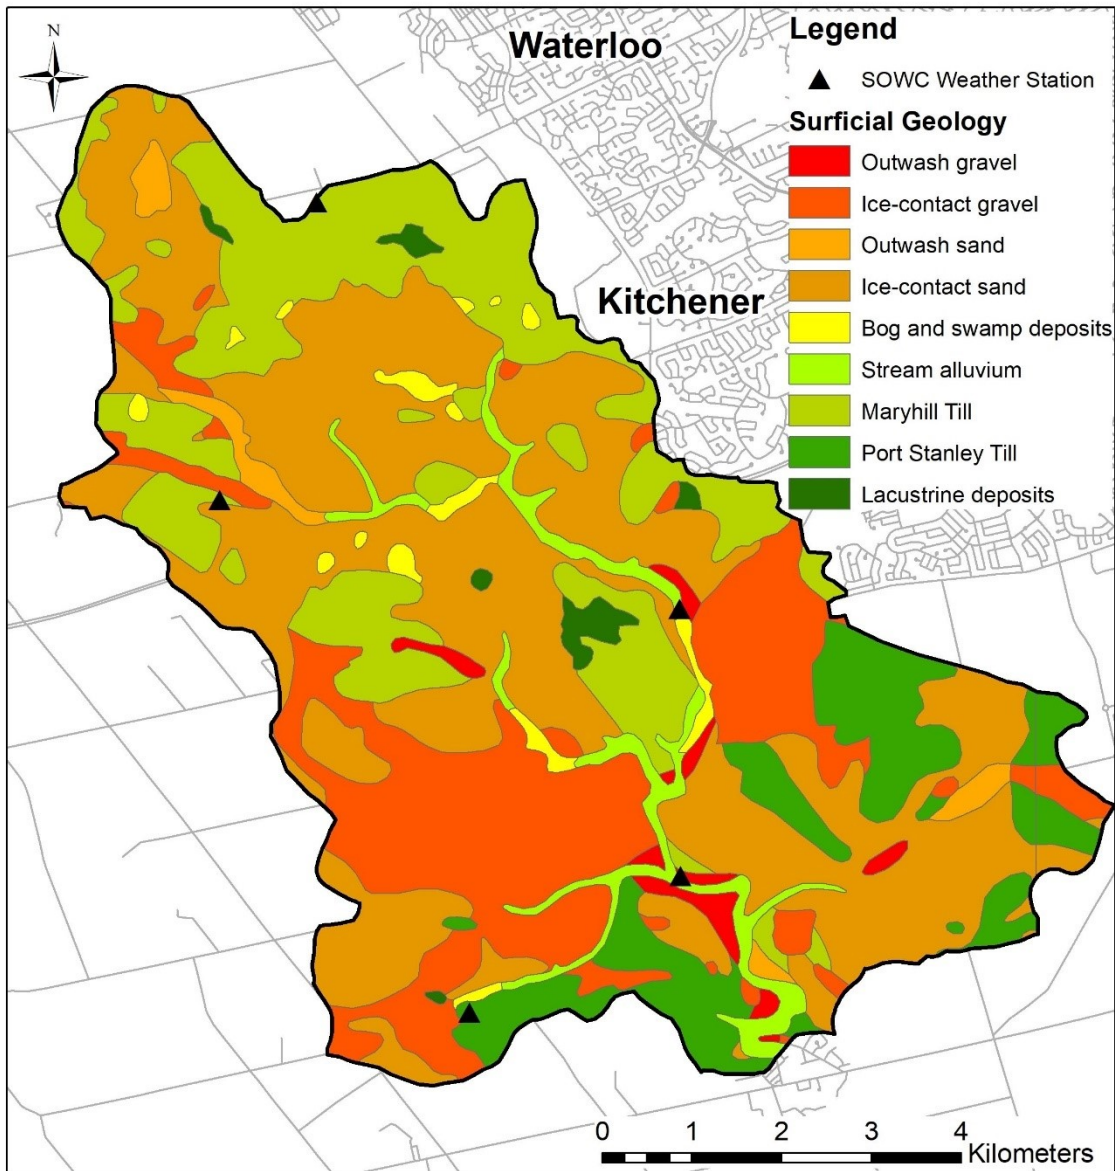 N
Waterloo
Kitchener
Legend
SOWC Weather Station
Surficial Geology
Outwash gravel
Ice-contact gravel
Outwash sand
Ice-contact sand
Bog and swamp deposits
Stream alluvium
Maryhill Till
Port Stanley Till
Lacustrine deposits
0 1 2 3 4
Kilometers